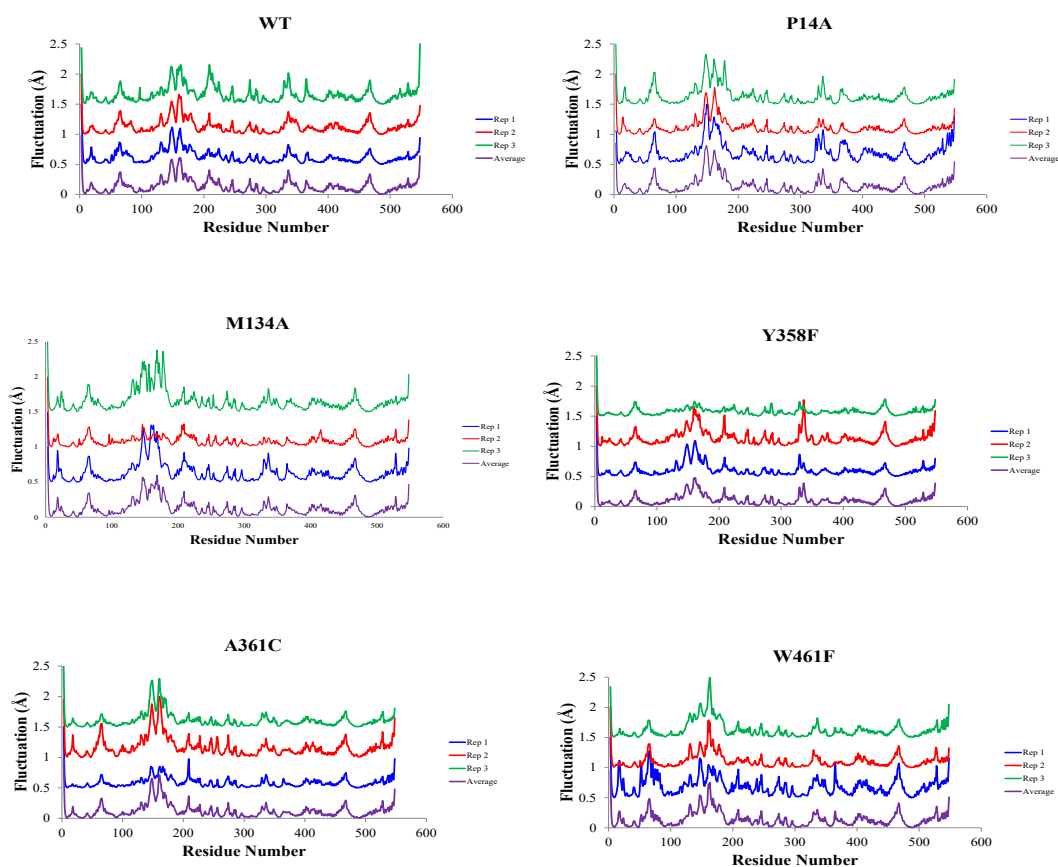 WT
Fluctuation (Å)
2.5
2
1.5
1
0.5
0
0 100 200 300 400 500 600
Residue Number
Rep 1
Rep 2
Rep 3
Average
P14A
Fluctuation (Å)
2.5
2
1.5
1
0.5
0
0 100 200 300 400 500 600
Residue Number
Rep 1
Rep 2
Rep 3
Average
M134A
Fluctuation (Å)
2.5
2
1.5
1
0.5
0
0 100 200 300 400 500 600
Residue Number
Rep 1
Rep 2
Rep 3
Average
Y358F
Fluctuation (Å)
2.5
2
1.5
1
0.5
0
0 100 200 300 400 500 600
Residue Number
Rep 1
Rep 2
Rep 3
Average
A361C
Fluctuation (Å)
2.5
2
1.5
1
0.5
0
0 100 200 300 400 500 600
Residue Number
Rep 1
Rep 2
Rep 3
Average
W461F
Fluctuation (Å)
2.5
2
1.5
1
0.5
0
0 100 200 300 400 500 600
Residue Number
Rep 1
Rep 2
Rep 3
Average